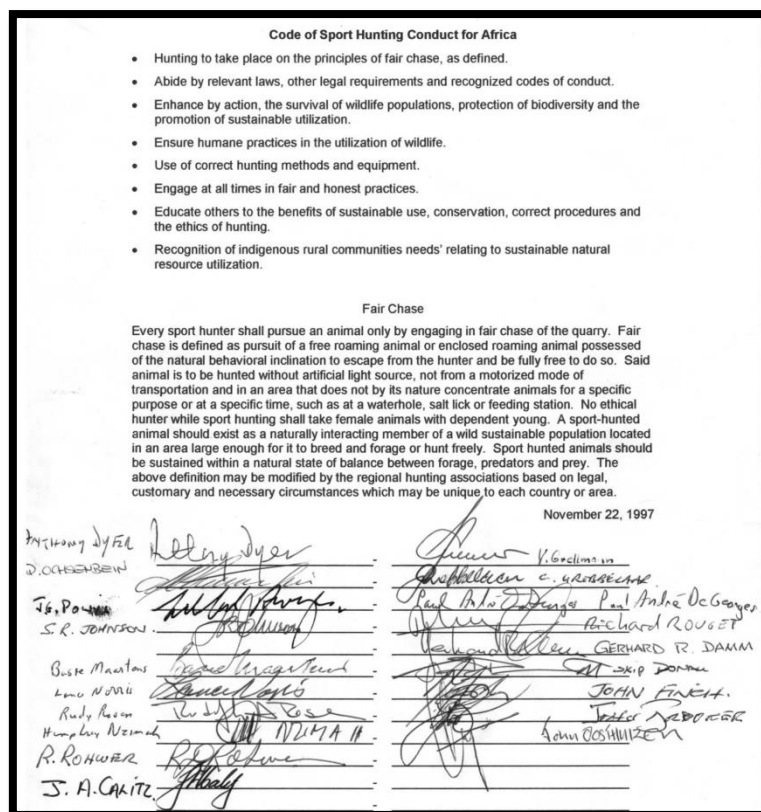 Code of Sport Hunting Conduct for Africa
• Hunting to take place on the principles of fair chase, as defined.
• Abide by relevant laws, other legal requirements and recognized codes of conduct.
• Enhance by action, the survival of wildlife populations, protection of biodiversity and the
promotion of sustainable utilization.
• Ensure humane practices in the utilization of wildlife.
• Use of correct hunting methods and equipment.
• Engage at all times in fair and honest practices.
• Educate others to the benefits of sustainable use, conservation, correct procedures and
the ethics of hunting.
• Recognition of indigenous rural communities needs' relating to sustainable natural
resource utilization.
Fair Chase
Every sport hunter shall pursue an animal only by engaging in fair chase of the quarry. Fair
chase is defined as pursuit of a free roaming animal or enclosed roaming animal possessed
of the natural behavioral inclination to escape from the hunter and be fully free to do so. Said
animal is to be hunted without artificial light source, not from a motorized mode of
transportation and in an area that does not by its nature concentrate animals for a specific
purpose or at a specific time, such as at a waterhole, salt lick or feeding station. No ethical
hunter while sport hunting shall take female animals with dependent young. A sport-hunted
animal should exist as a naturally interacting member of a wild sustainable population located
in an area large enough for it to breed and forage or hunt freely. Sport hunted animals should
be sustained within a natural state of balance between forage, predators and prey. The
above definition may be modified by the regional hunting associations based on legal,
customary and necessary circumstances which may be unique to each country or area.
November 22, 1997
ANTHONY DYER
D. OCHSENBEIN
Paul André DeGeorges
S.R. JOHNSON. Richard ROUGET
GERHARD R. DAMM
SKIP
NORRIS JOHN FINCH.
Rudy Rosen
Humphrey Nzimah NZIMAH John OOSTHUIZEN
R. ROHWER
J. A. CALITZ